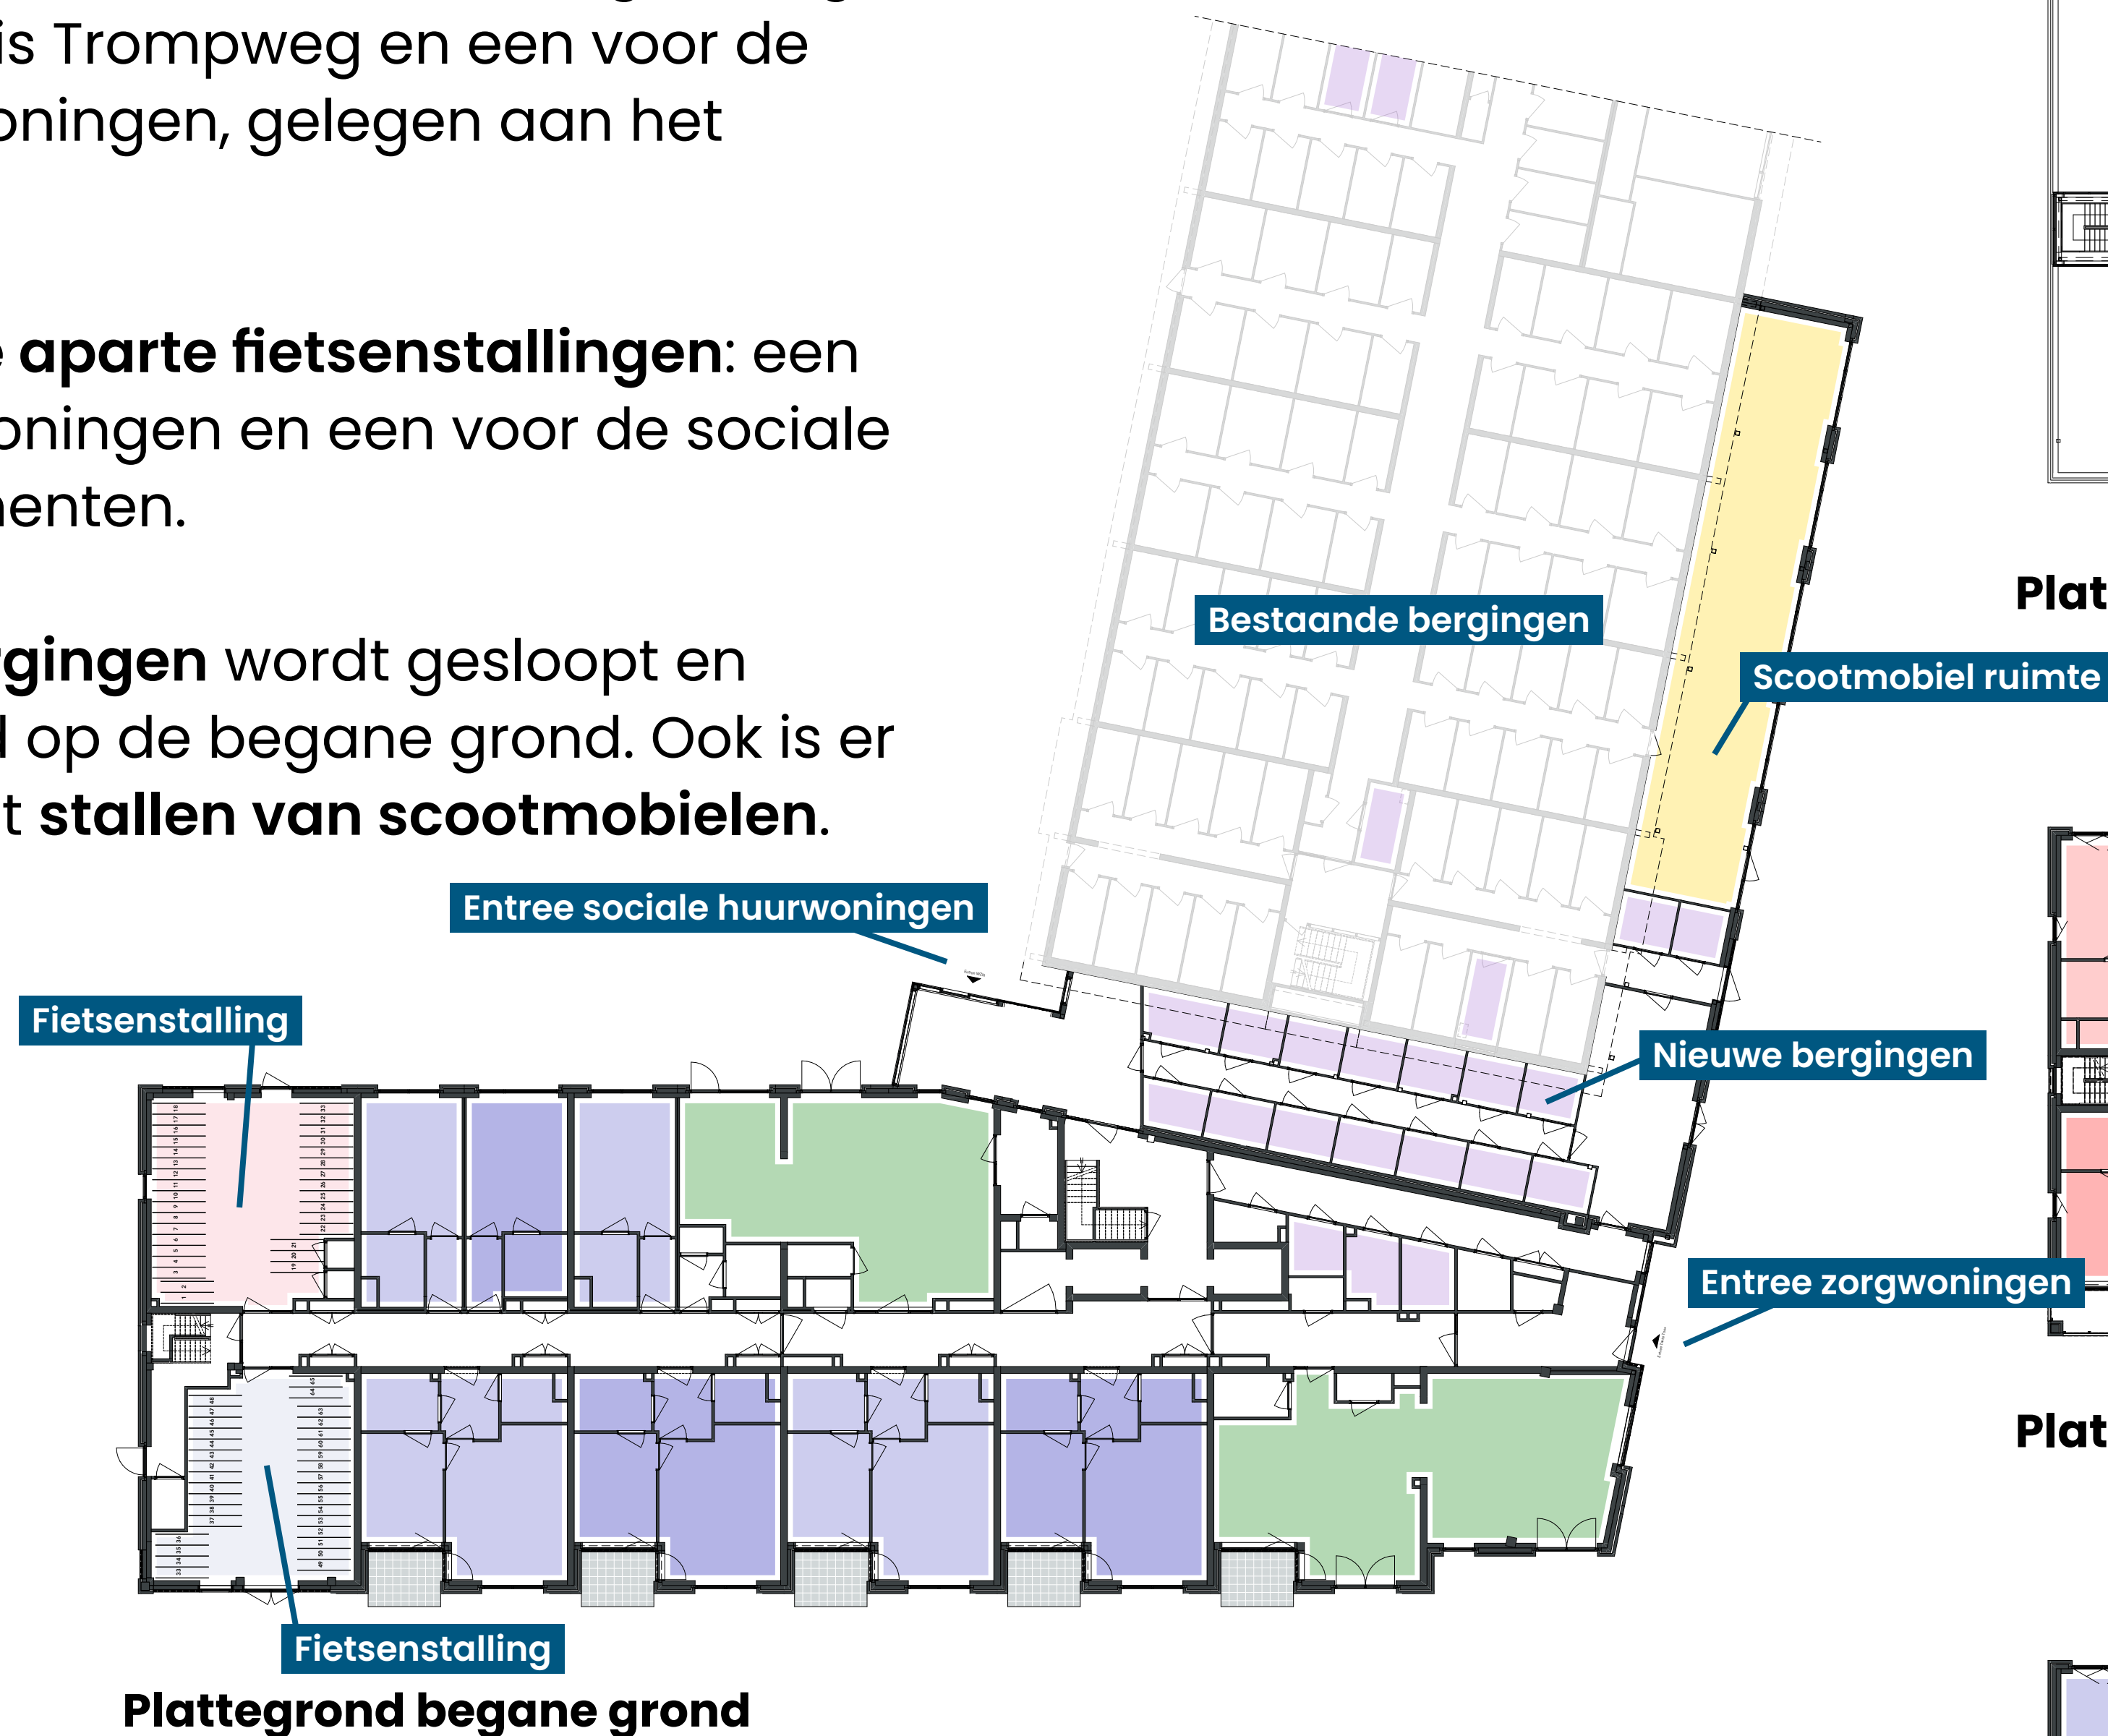 is Trompweg en een voor de
oningen, gelegen aan het
aparte fietsenstallingen: een
oningen en een voor de sociale
enten.
rgingen wordt gesloopt en
op de begane grond. Ook is er
t stallen van scootmobielen.
Bestaande bergingen
Scootmobiel ruimte
Entree sociale huurwoningen
Fietsenstalling
Nieuwe bergingen
Entree zorgwoningen
Fietsenstalling
Plattegrond begane grond
Plat
Plat